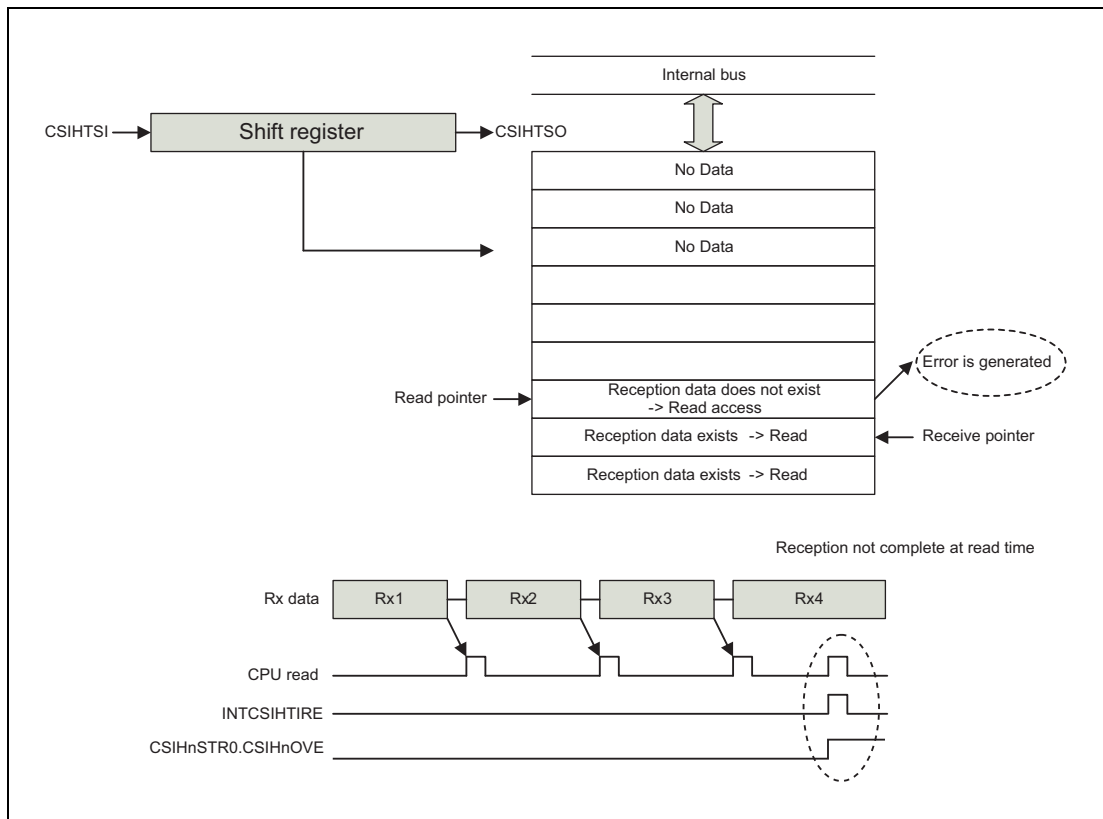 Internal bus
CSIHTSI
Shift register
CSIHTSO
No Data
No Data
No Data
Error is generated
Read pointer
Reception data does not exist
-> Read access
Reception data exists -> Read
Receive pointer
Reception data exists -> Read
Reception not complete at read time
Rx data
Rx1
Rx2
Rx3
Rx4
CPU read
INTCSIHTIRE
CSIHnSTR0.CSIHnOVE